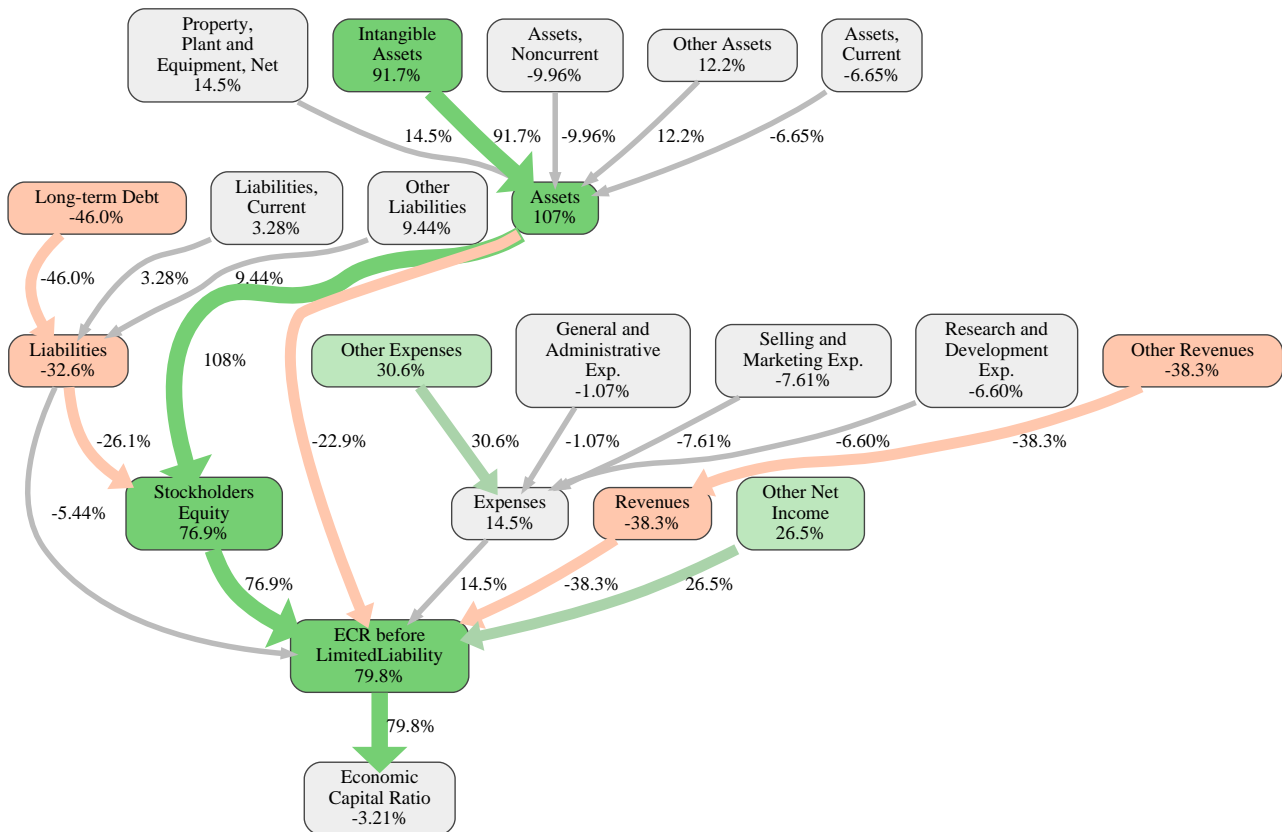 Property,
Plant and
Equipment, Net
14.5%
Intangible
Assets
91.7%
Assets,
Noncurrent
-9.96%
Other Assets
12.2%
Assets,
Current
-6.65%
14.5%
91.7%
-9.96%
12.2%
-6.65%
Long-term Debt
-46.0%
Liabilities,
Current
3.28%
Other
Liabilities
9.44%
Assets
107%
-46.0%
3.28%
9.44%
Liabilities
-32.6%
108%
Other Expenses
30.6%
General and
Administrative
Exp.
-1.07%
Selling and
Marketing Exp.
-7.61%
Research and
Development
Exp.
-6.60%
Other Revenues
-38.3%
-26.1%
-22.9%
30.6%
-1.07%
-7.61%
-6.60%
-38.3%
-5.44%
Stockholders
Equity
76.9%
Expenses
14.5%
Revenues
-38.3%
Other Net
Income
26.5%
76.9%
14.5%
-38.3%
26.5%
ECR before
LimitedLiability
79.8%
79.8%
Economic
Capital Ratio
-3.21%